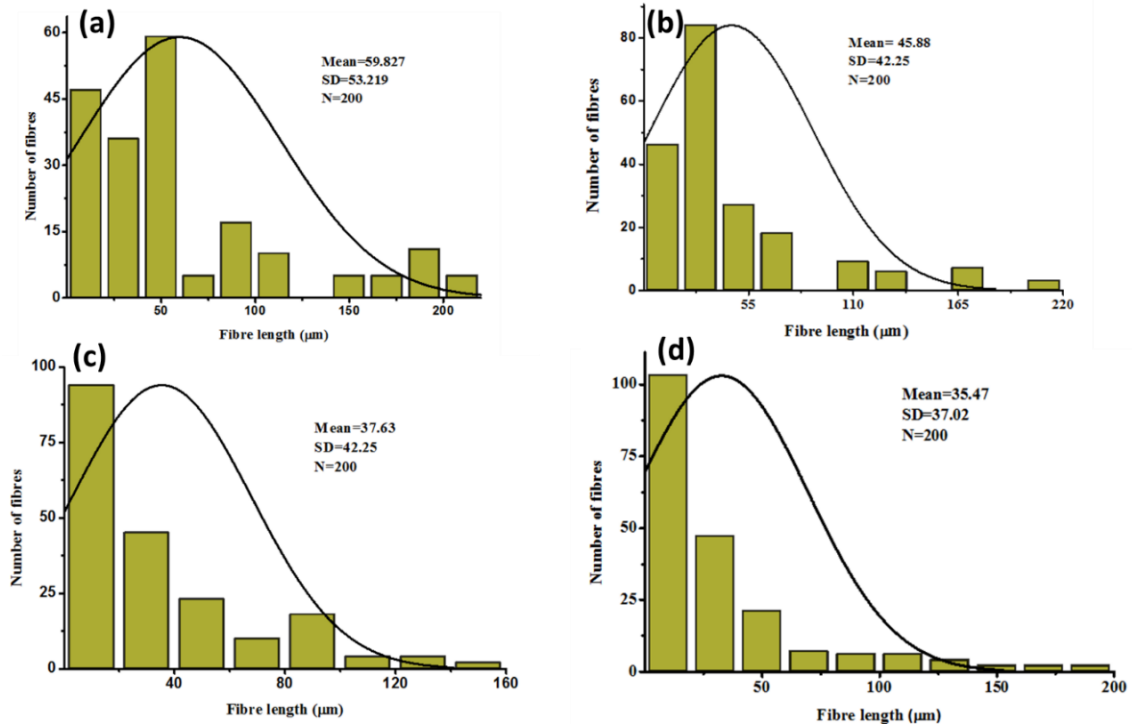 (a)
Mean=59.827
SD=53.219
N=200
60
45
30
15
0
Number of fibres
50
100
150
200
Fibre length (μm)
(b)
Mean= 45.88
SD=42.25
N=200
80
60
40
20
0
Number of fibres
55
110
165
220
Fibre length (μm)
(c)
Mean=37.63
SD=42.25
N=200
100
75
50
25
0
Number of fibres
40
80
120
160
Fibre length (μm)
(d)
Mean=35.47
SD=37.02
N=200
100
75
50
25
0
Number of fibres
50
100
150
200
Fibre length (μm)